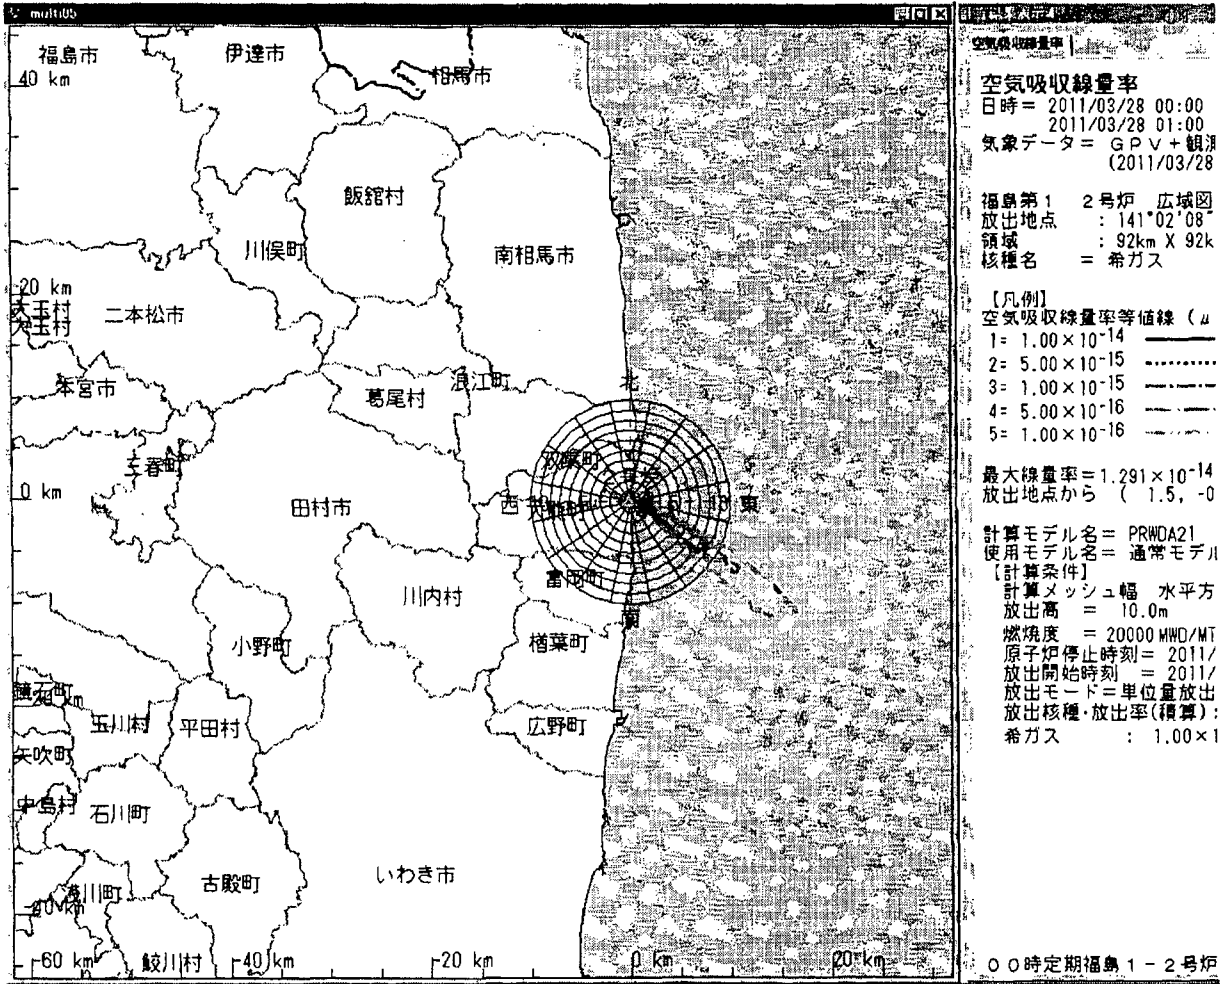 multi85
福島市
伊達市
相馬市
40 km
飯舘村
川俣町
南相馬市
20 km
大玉村
二本松市
本宮市
葛尾村
浪江町
北
三春町
双葉町
0 km
田村市
西
東
川内村
富岡町
南
小野町
楢葉町
鏡石町
玉川村
平田村
広野町
矢吹町
中島村
石川町
古殿町
いわき市
浅川町
-40 km
-60 km
鮫川村
-40 km
-20 km
0 km
20 km
空気吸収線量率
空気吸収線量率
日時= 2011/03/28 00:00
2011/03/28 01:00
気象データ= GPV+観測
(2011/03/28
福島第1 2号炉 広域図
放出地点 : 141°02'08"
領域 : 92km X 92k
核種名 = 希ガス
【凡例】
空気吸収線量率等値線 (μ
1= 1.00×10-14
2= 5.00×10-15
3= 1.00×10-15
4= 5.00×10-16
5= 1.00×10-16
最大線量率=1.291×10-14
放出地点から ( 1.5, -0
計算モデル名= PRWDA21
使用モデル名= 通常モデル
【計算条件】
計算メッシュ幅 水平方
放出高 = 10.0m
燃焼度 = 20000MWD/MT
原子炉停止時刻= 2011/
放出開始時刻 = 2011/
放出モード=単位量放出
放出核種・放出率(積算):
希ガス : 1.00×1
00時定期福島1-2号炉